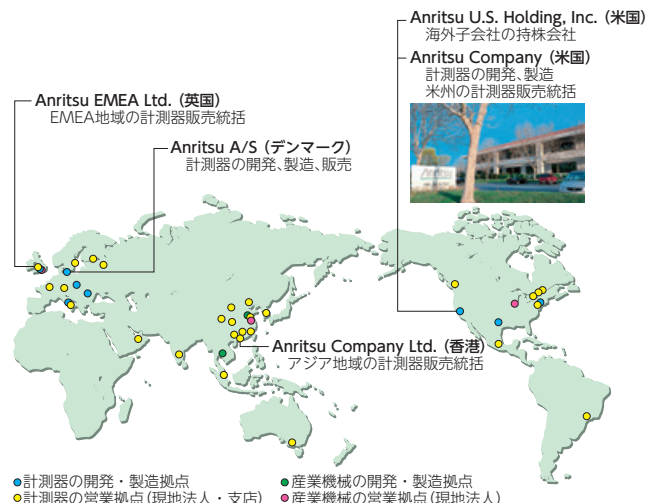 Anritsu U.S. Holding, Inc. (米国)
海外子会社の持株会社
Anritsu Company (米国)
計測器の開発、製造
米州の計測器販売統括
Anritsu EMEA Ltd. (英国)
EMEA地域の計測器販売統括
Anritsu A/S (デンマーク)
計測器の開発、製造、販売
Anritsu Company Ltd. (香港)
アジア地域の計測器販売統括
●計測器の開発・製造拠点
●産業機械の開発・製造拠点
●計測器の営業拠点(現地法人・支店)
●産業機械の営業拠点(現地法人)